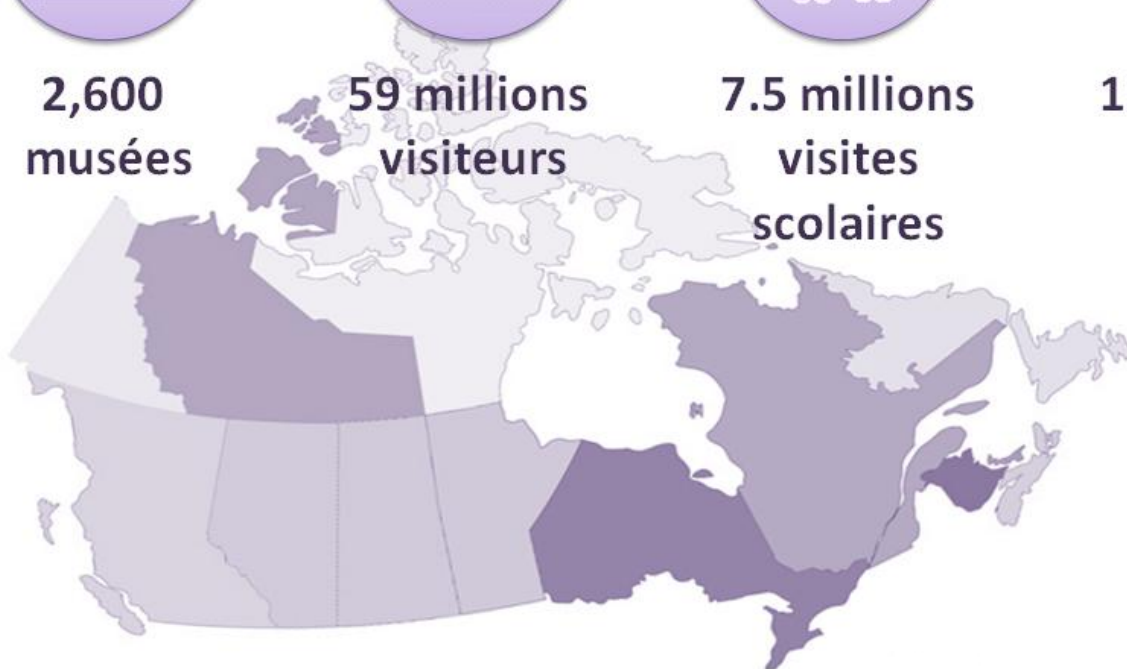 2,600
musées
59 millions
visiteurs
7.5 millions
visites
scolaires
1